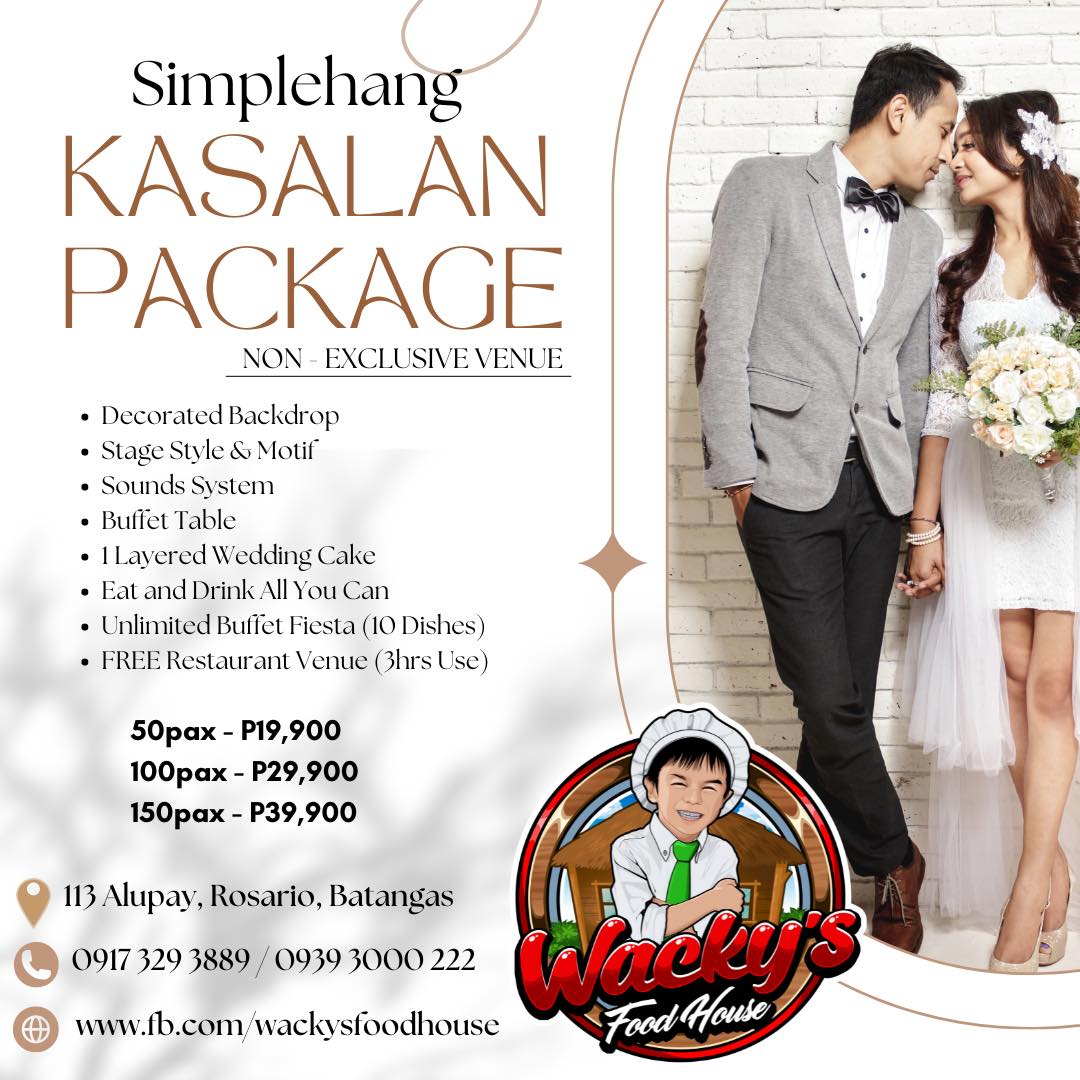 Simplehang
KASALAN
PACKAGE
NON - EXCLUSIVE VENUE
• Decorated Backdrop
• Stage Style & Motif
• Sounds System
• Buffet Table
• 1 Layered Wedding Cake
• Eat and Drink All You Can
• Unlimited Buffet Fiesta (10 Dishes)
• FREE Restaurant Venue (3hrs Use)
50pax - P19,900
100pax - P29,900
150pax - P39,900
113 Alupay, Rosario, Batangas
0917 329 3889 / 0939 3000 222
www.fb.com/wackysfoodhouse
Wacky's
Food House